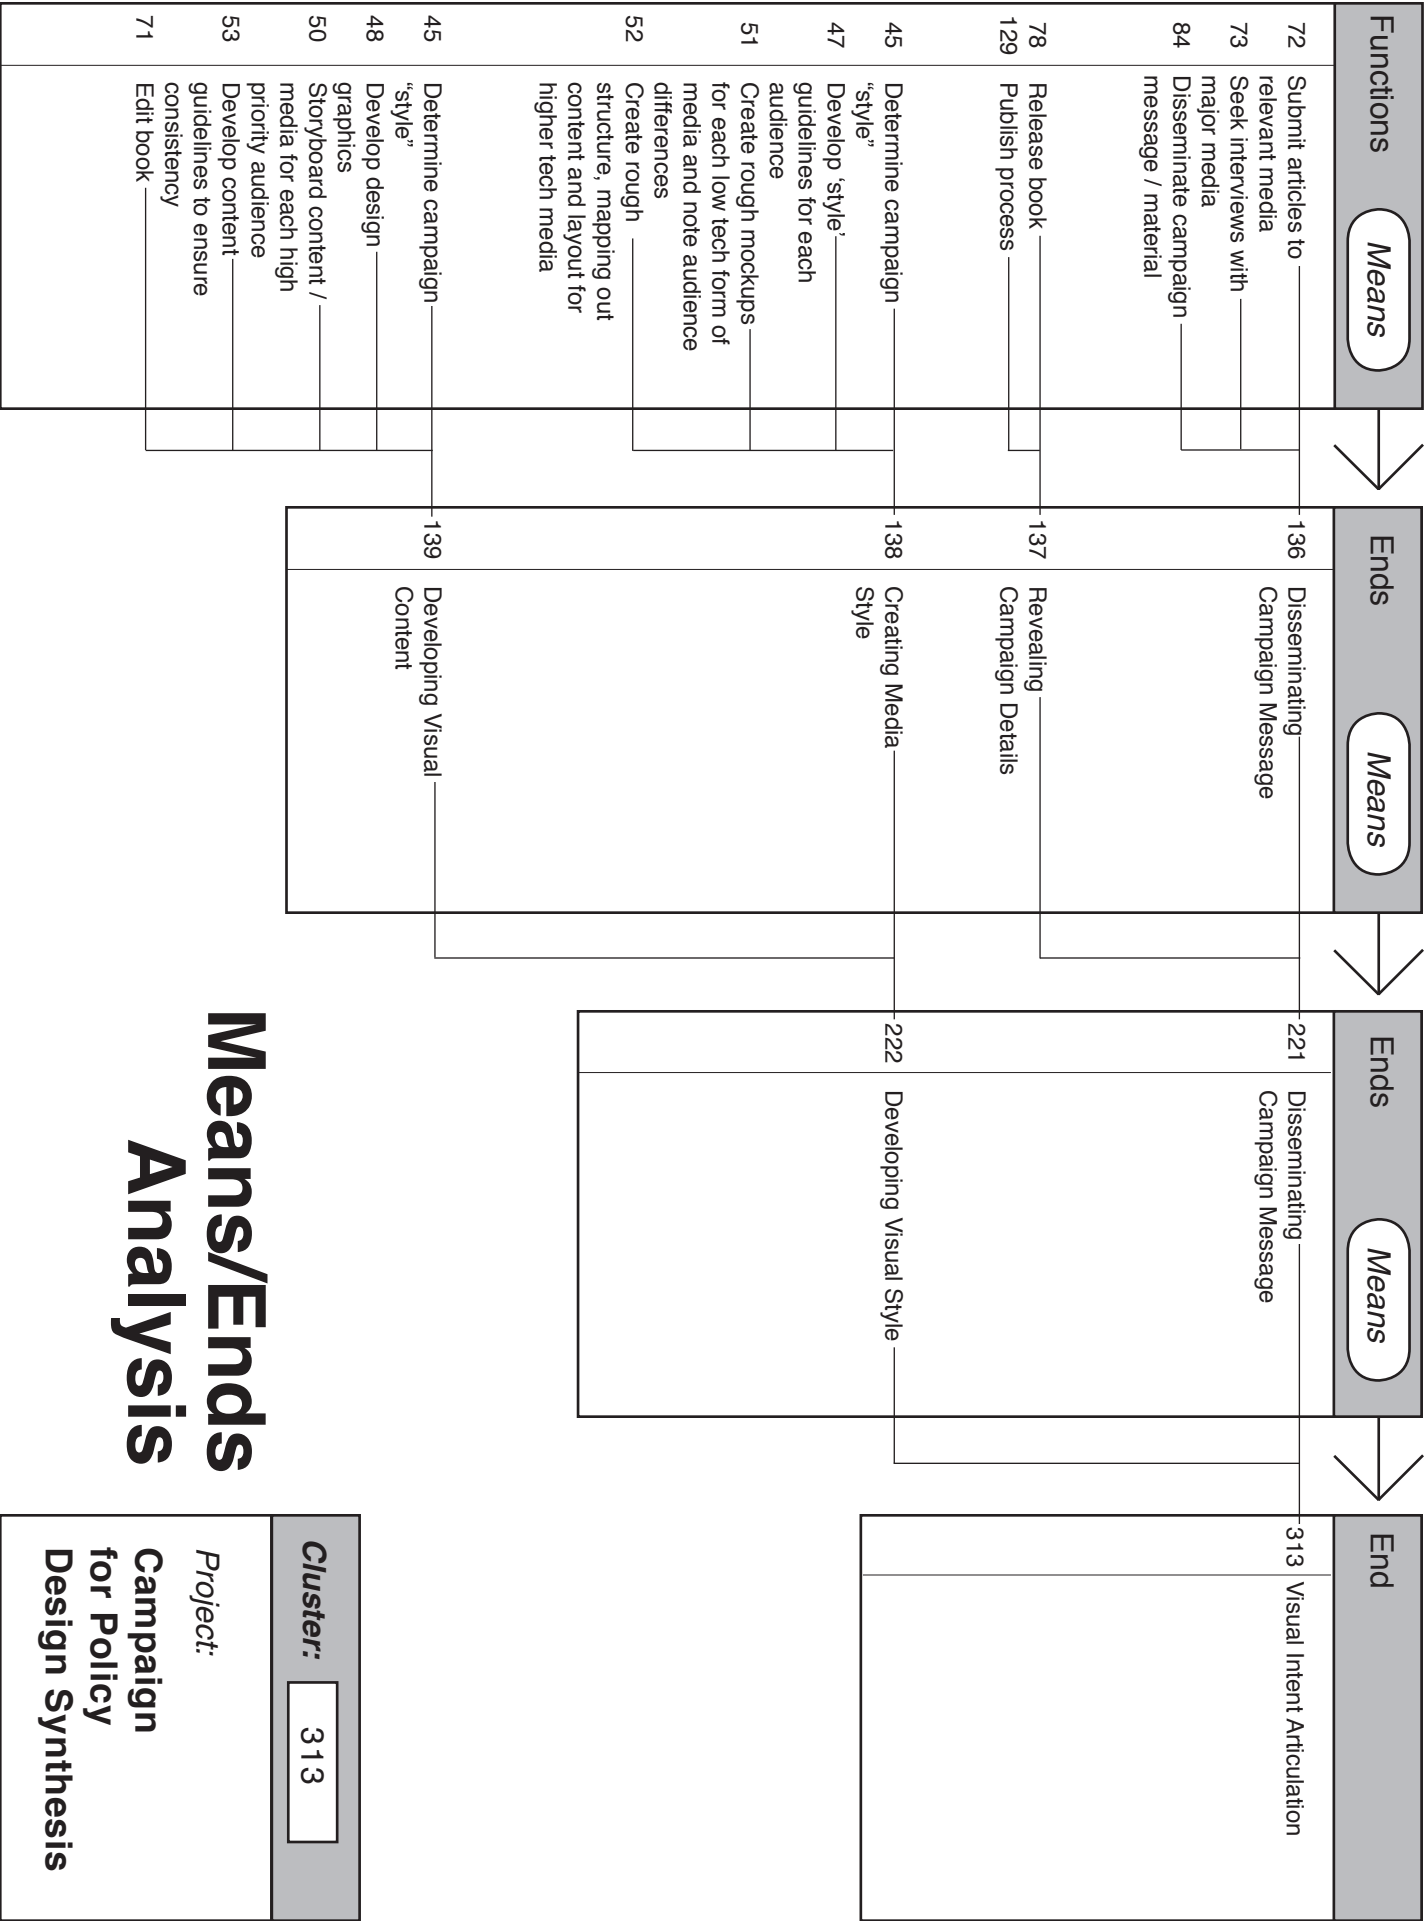 Functions
Means
72 Submit articles to
relevant media
73 Seek interviews with
major media
84 Disseminate campaign
message / material
78 Release book
129 Publish process
45 Determine campaign
“style”
47 Develop ‘style’
guidelines for each
audience
51 Create rough mockups
for each low tech form of
media and note audience
differences
52 Create rough
structure, mapping out
content and layout for
higher tech media
45 Determine campaign
“style”
48 Develop design
graphics
50 Storyboard content /
media for each high
priority audience
53 Develop content
guidelines to ensure
consistency
71 Edit book
Ends
Means
136 Disseminating
Campaign Message
137 Revealing
Campaign Details
138 Creating Media
Style
139 Developing Visual
Content
Ends
Means
221 Disseminating
Campaign Message
222 Developing Visual Style
End
313 Visual Intent Articulation
Means/Ends
Analysis
Cluster: 313
Project:
Campaign
for Policy
Design Synthesis